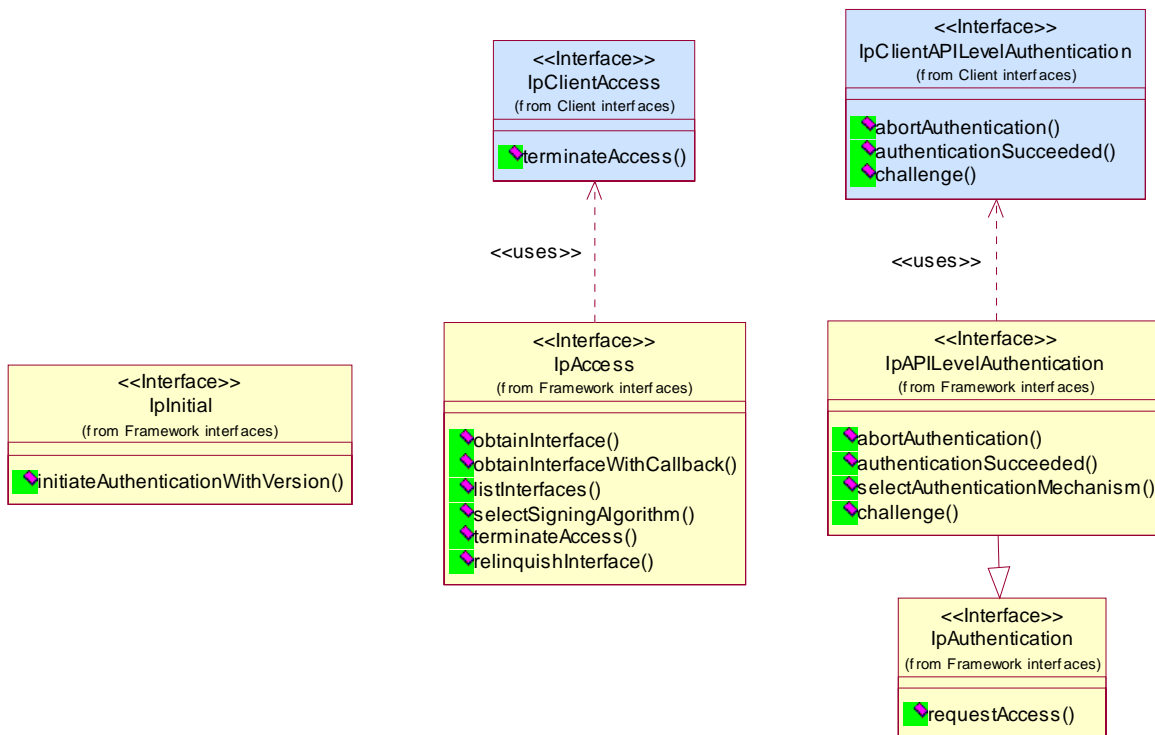 <<Interface>>
IpClientAccess
(from Client interfaces)
terminateAccess()
<<Interface>>
IpClientAPILevelAuthentication
(from Client interfaces)
abortAuthentication()
authenticationSucceeded()
challenge()
<<uses>>
<<uses>>
<<Interface>>
IpInitial
(from Framework interfaces)
initiateAuthenticationWithVersion()
<<Interface>>
IpAccess
(from Framework interfaces)
obtainInterface()
obtainInterfaceWithCallback()
listInterfaces()
selectSigningAlgorithm()
terminateAccess()
relinquishInterface()
<<Interface>>
IpAPILevelAuthentication
(from Framework interfaces)
abortAuthentication()
authenticationSucceeded()
selectAuthenticationMechanism()
challenge()
<<Interface>>
IpAuthentication
(from Framework interfaces)
requestAccess()